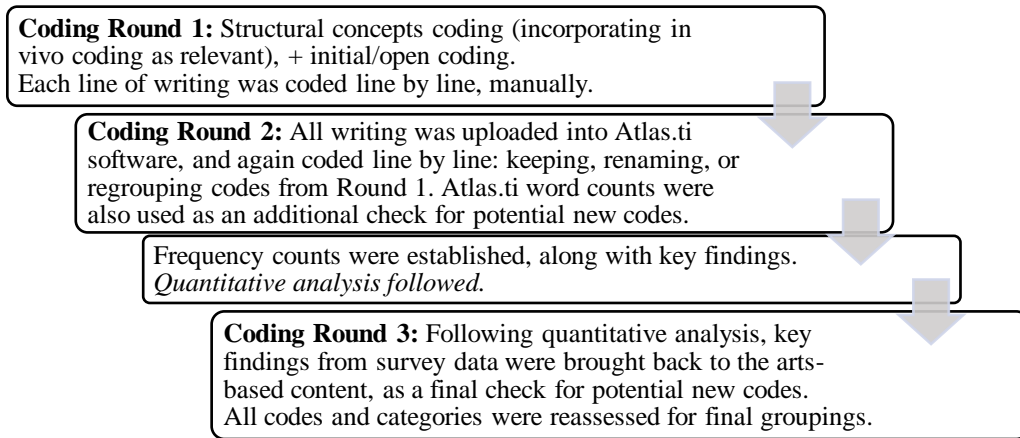 Coding Round 1: Structural concepts coding (incorporating in
vivo coding as relevant), + initial/open coding.
Each line of writing was coded line by line, manually.
Coding Round 2: All writing was uploaded into Atlas.ti
software, and again coded line by line: keeping, renaming, or
regrouping codes from Round 1. Atlas.ti word counts were
also used as an additional check for potential new codes.
Frequency counts were established, along with key findings.
Quantitative analysis followed.
Coding Round 3: Following quantitative analysis, key
findings from survey data were brought back to the arts-
based content, as a final check for potential new codes.
All codes and categories were reassessed for final groupings.